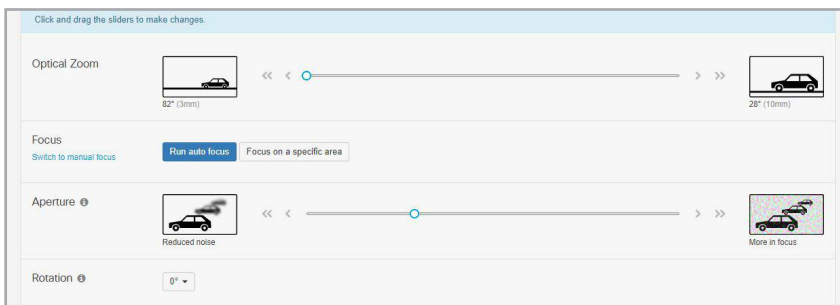 Click and drag the sliders to make changes.
Optical Zoom
82° (3mm)
28° (10mm)
Focus
Switch to manual focus
Run auto focus
Focus on a specific area
Aperture
Reduced noise
More in focus
Rotation
0°